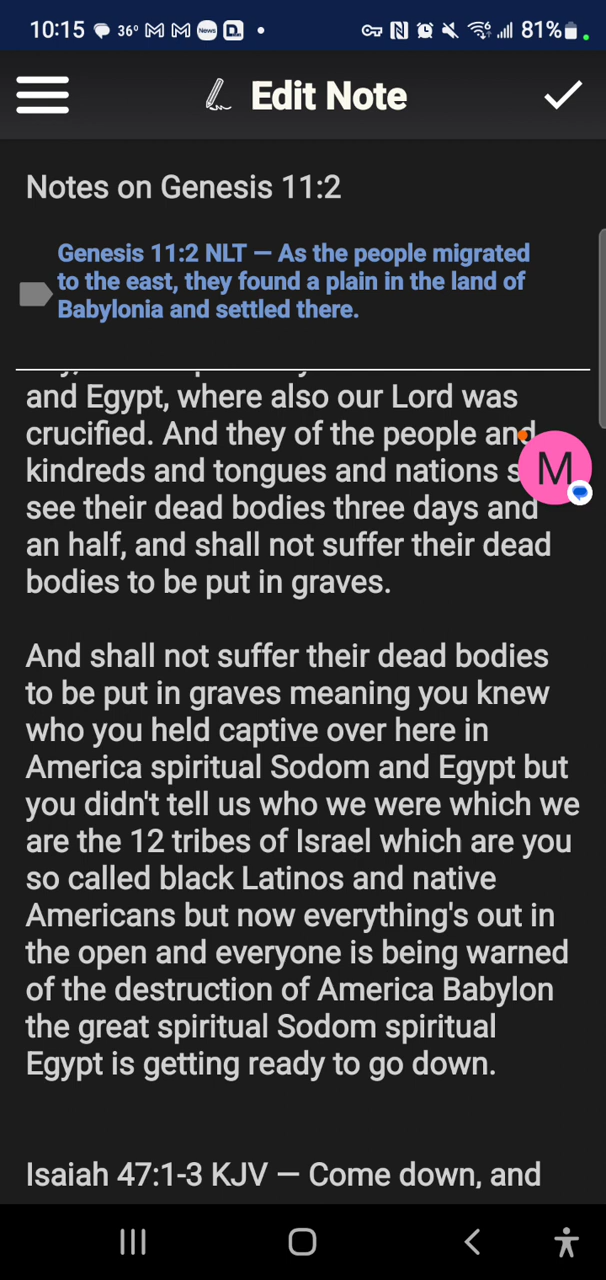 10:15 36° News D. 81%
Edit Note
Notes on Genesis 11:2
Genesis 11:2 NLT — As the people migrated
to the east, they found a plain in the land of
Babylonia and settled there.
and Egypt, where also our Lord was
crucified. And they of the people and
kindreds and tongues and nations
M
see their dead bodies three days and
an half, and shall not suffer their dead
bodies to be put in graves.
And shall not suffer their dead bodies
to be put in graves meaning you knew
who you held captive over here in
America spiritual Sodom and Egypt but
you didn't tell us who we were which we
are the 12 tribes of Israel which are you
so called black Latinos and native
Americans but now everything's out in
the open and everyone is being warned
of the destruction of America Babylon
the great spiritual Sodom spiritual
Egypt is getting ready to go down.
Isaiah 47:1-3 KJV — Come down, and